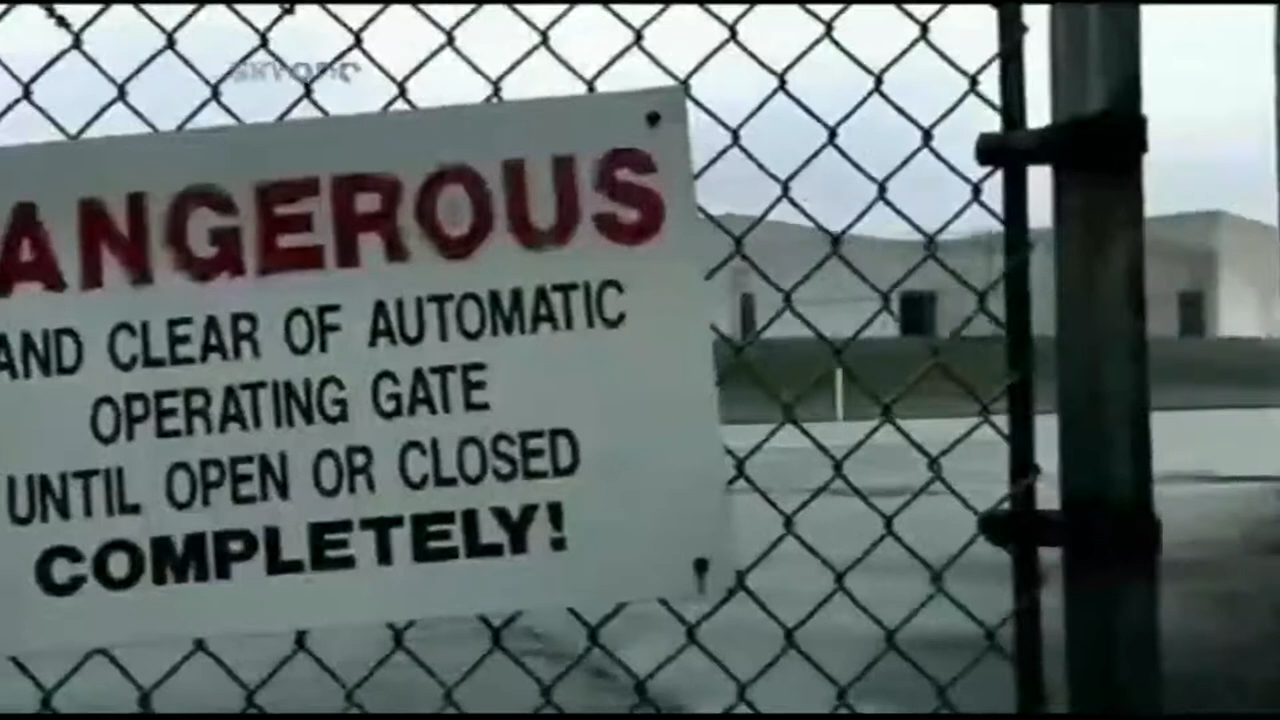 ANGEROUS
AND CLEAR OF AUTOMATIC
OPERATING GATE
UNTIL OPEN OR CLOSED
COMPLETELY!